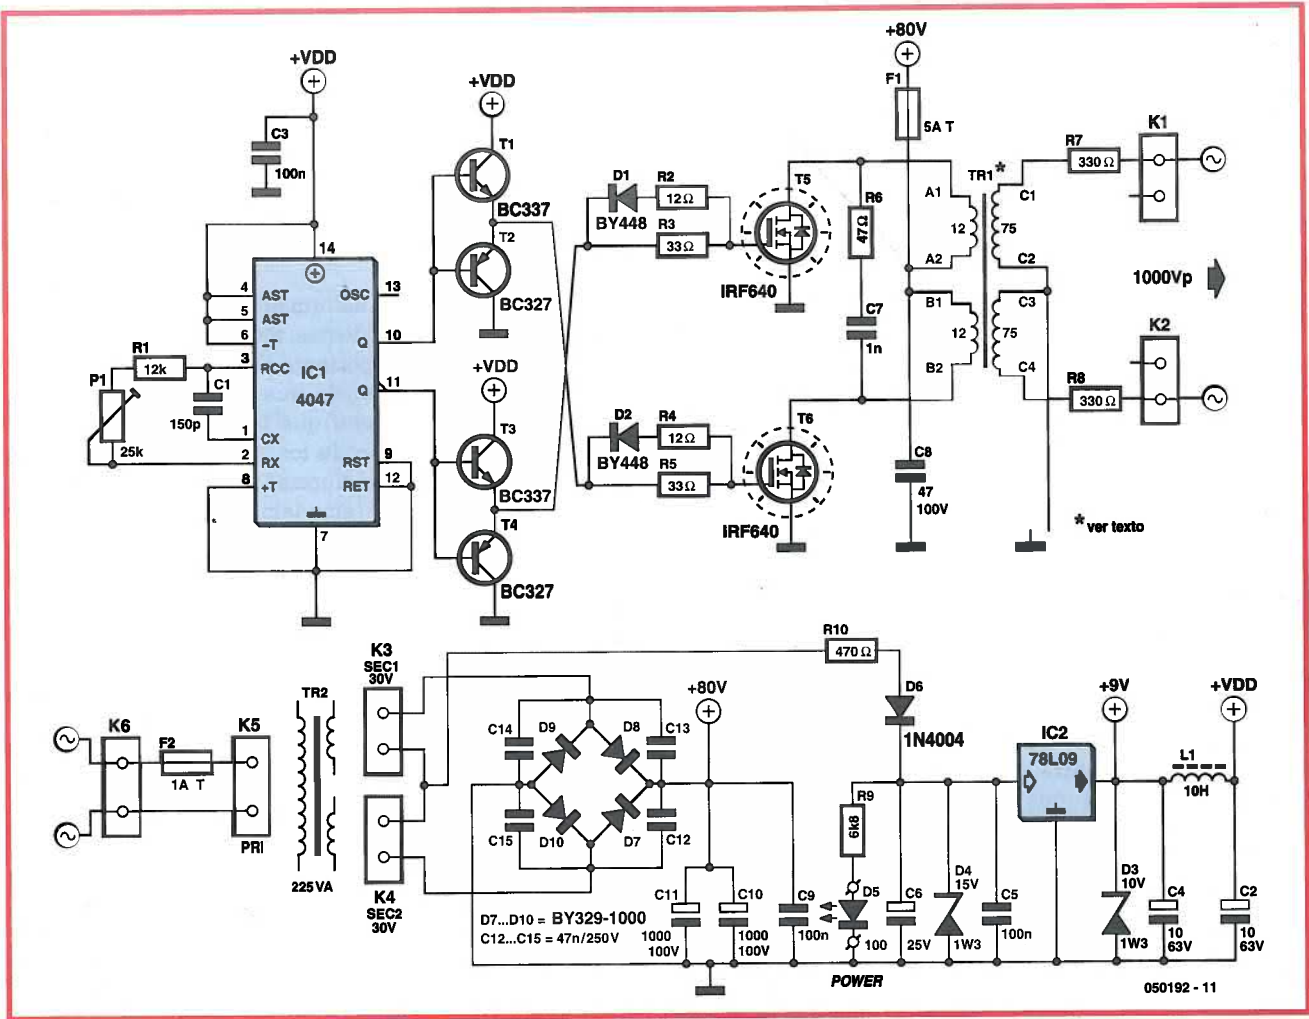 +80V
F1
5A T
K1
R7
330 Ω
TR1*
+VDD
C3
100n
+VDD
T1
BC337
T2
BC327
D1
BY448
R2
12Ω
R3
33Ω
T5
IRF640
R6
47Ω
A1
12
A2
C1
75
C2
1000Vp
14
4 AST
5 AST
6 –T
3 RCC
OSC 13
Q 10
IC1
4047
Q 11
1 CX
2 RX
8 +T
RST 9
RET 12
7
R1
12k
P1
25k
C1
150p
+VDD
T3
BC337
T4
BC327
C7
1n
B1
12
B2
C3
75
C4
K2
R8
330 Ω
D2
BY448
R4
12Ω
R5
33Ω
T6
IRF640
C8
47
100V
* ver texto
K6
F2
1A T
K5
PRI
TR2
225 VA
K3
SEC1
30V
K4
SEC2
30V
C14
D9
D8
C13
C15
D10
D7
C12
+80V
D7...D10 = BY329-1000
C12...C15 = 47n/250V
C11
1000
100V
C10
1000
100V
C9
100n
R10
470 Ω
D6
1N4004
R9
6k8
D5
100
POWER
C6
25V
D4
15V
1W3
C5
100n
IC2
78L09
+9V
D3
10V
1W3
L1
10H
+VDD
C4
10
63V
C2
10
63V
050192 - 11